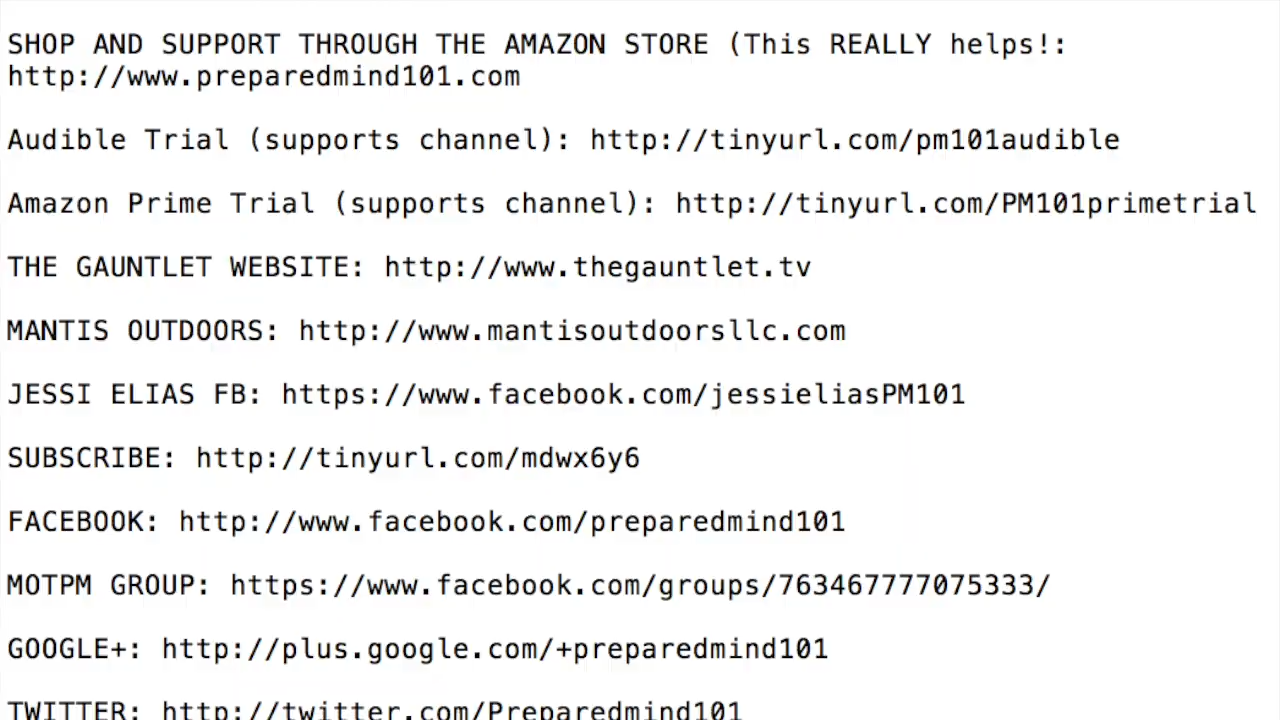 SHOP AND SUPPORT THROUGH THE AMAZON STORE (This REALLY helps!:
http://www.preparedmind101.com
Audible Trial (supports channel): http://tinyurl.com/pm101audible
Amazon Prime Trial (supports channel): http://tinyurl.com/PM101primetrial
THE GAUNTLET WEBSITE: http://www.thegauntlet.tv
MANTIS OUTDOORS: http://www.mantisoutdoorsllc.com
JESSI ELIAS FB: https://www.facebook.com/jessieliasPM101
SUBSCRIBE: http://tinyurl.com/mdwx6y6
FACEBOOK: http://www.facebook.com/preparedmind101
MOTPM GROUP: https://www.facebook.com/groups/763467777075333/
GOOGLE+: http://plus.google.com/+preparedmind101
TWITTER: http://twitter.com/Preparedmind101